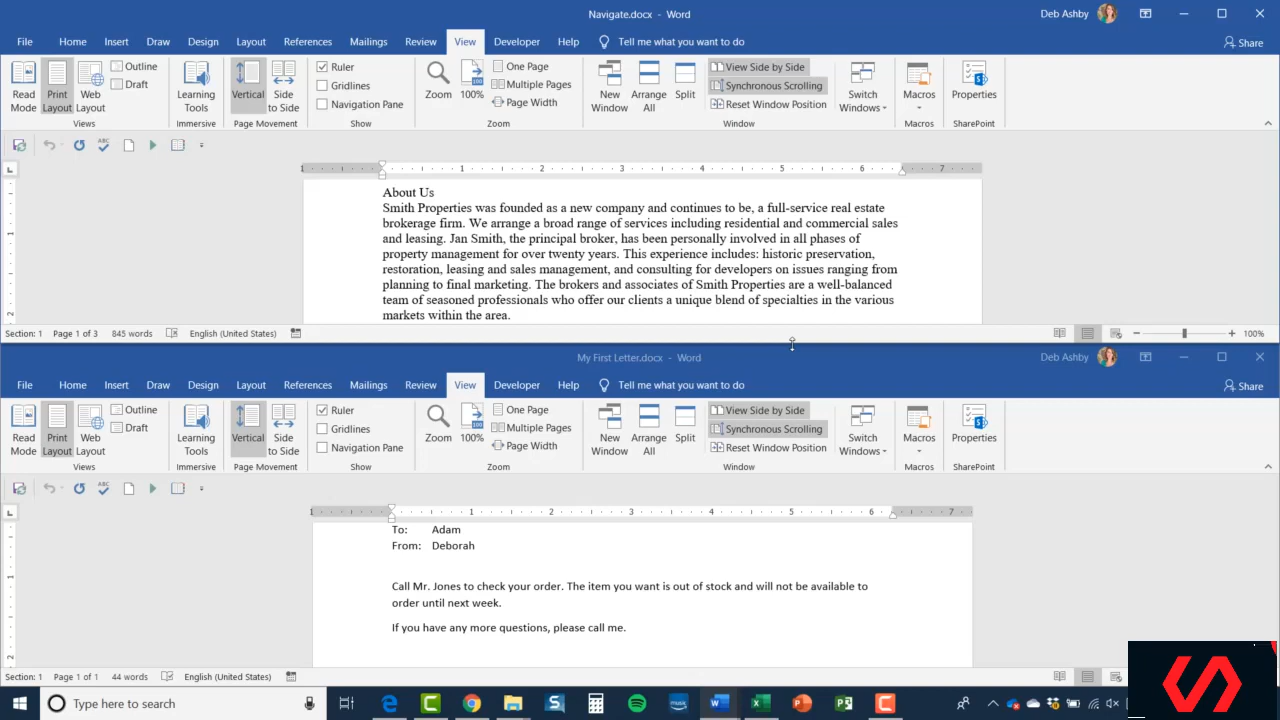 Navigate.docx - Word
Deb Ashby
File Home Insert Draw Design Layout References Mailings Review View Developer Help Tell me what you want to do Share
Read Mode
Print Layout
Web Layout
Outline
Draft
Views
Learning Tools
Immersive
Vertical
Side to Side
Page Movement
Ruler
Gridlines
Navigation Pane
Show
Zoom
100%
One Page
Multiple Pages
Page Width
Zoom
New Window
Arrange All
Split
View Side by Side
Synchronous Scrolling
Reset Window Position
Switch Windows
Window
Macros
Macros
Properties
SharePoint
1 1 2 3 4 5 6 7
About Us
Smith Properties was founded as a new company and continues to be, a full-service real estate
brokerage firm. We arrange a broad range of services including residential and commercial sales
and leasing. Jan Smith, the principal broker, has been personally involved in all phases of
property management for over twenty years. This experience includes: historic preservation,
restoration, leasing and sales management, and consulting for developers on issues ranging from
planning to final marketing. The brokers and associates of Smith Properties are a well-balanced
team of seasoned professionals who offer our clients a unique blend of specialties in the various
markets within the area.
Section: 1 Page 1 of 3 845 words English (United States) 100%
My First Letter.docx - Word
Deb Ashby
File Home Insert Draw Design Layout References Mailings Review View Developer Help Tell me what you want to do Share
Read Mode
Print Layout
Web Layout
Outline
Draft
Views
Learning Tools
Immersive
Vertical
Side to Side
Page Movement
Ruler
Gridlines
Navigation Pane
Show
Zoom
100%
One Page
Multiple Pages
Page Width
Zoom
New Window
Arrange All
Split
View Side by Side
Synchronous Scrolling
Reset Window Position
Switch Windows
Window
Macros
Macros
Properties
SharePoint
1 1 2 3 4 5 6 7
To: Adam
From: Deborah
Call Mr. Jones to check your order. The item you want is out of stock and will not be available to
order until next week.
If you have any more questions, please call me.
Section: 1 Page 1 of 1 44 words English (United States)
Type here to search